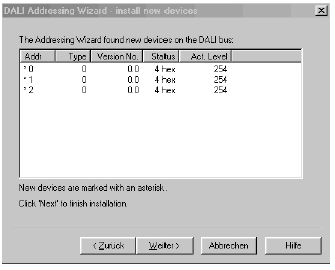 DALI Addressing Wizard - install new devices
The Addressing Wizard found new devices on the DALI bus:
Addr Type Version No. Status Act. Level
* 0 0 0.0 4 hex 254
* 1 0 0.0 4 hex 254
* 2 0 0.0 4 hex 254
New devices are marked with an asterisk.
Click 'Next' to finish installation.
< Zurück Weiter > Abbrechen Hilfe